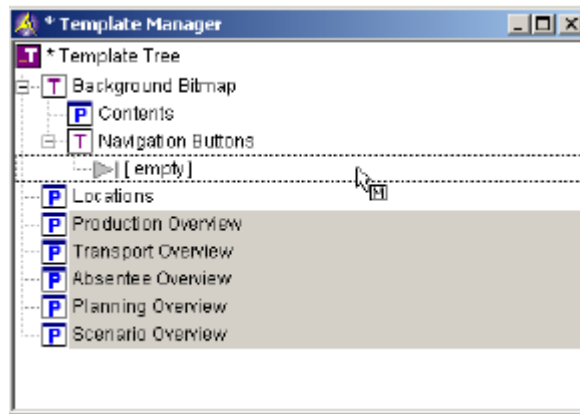 * Template Manager
T * Template Tree
T Background Bitmap
P Contents
T Navigation Buttons
[ empty ]
P Locations
P Production Overview
P Transport Overview
P Absentee Overview
P Planning Overview
P Scenario Overview
M